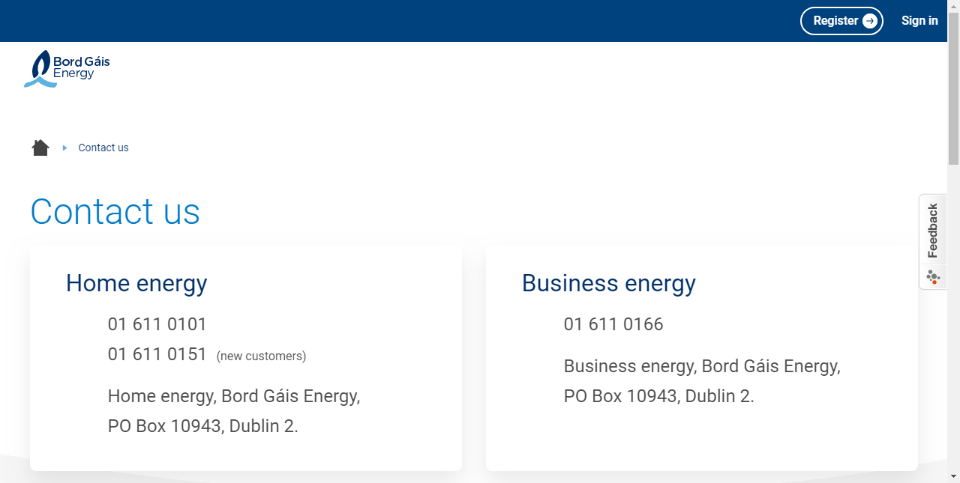 Register
Sign in
Bord Gáis
Energy
Contact us
Contact us
Feedback
Home energy
01 611 0101
01 611 0151 (new customers)
Home energy, Bord Gáis Energy,
PO Box 10943, Dublin 2.
Business energy
01 611 0166
Business energy, Bord Gáis Energy,
PO Box 10943, Dublin 2.